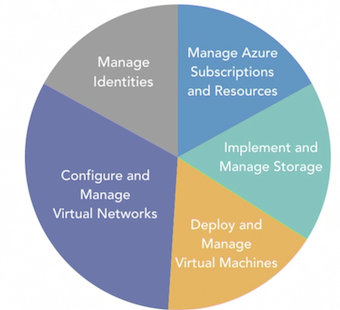 Manage Azure
Subscriptions
and Resources
Implement and
Manage Storage
Deploy and
Manage
Virtual Machines
Configure and
Manage
Virtual Networks
Manage
Identities